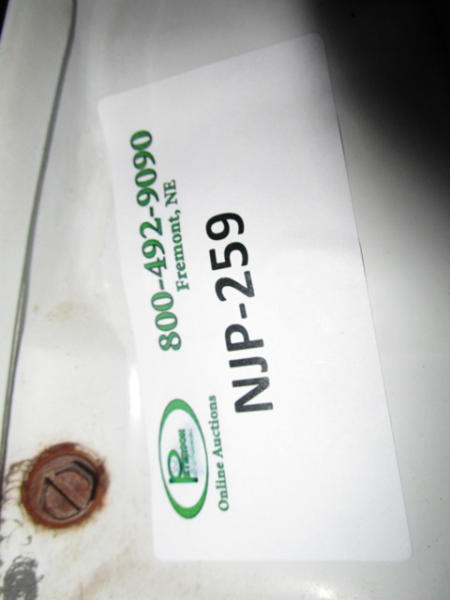 800-492-9090
Fremont, NE
Online Auctions
NJP-259